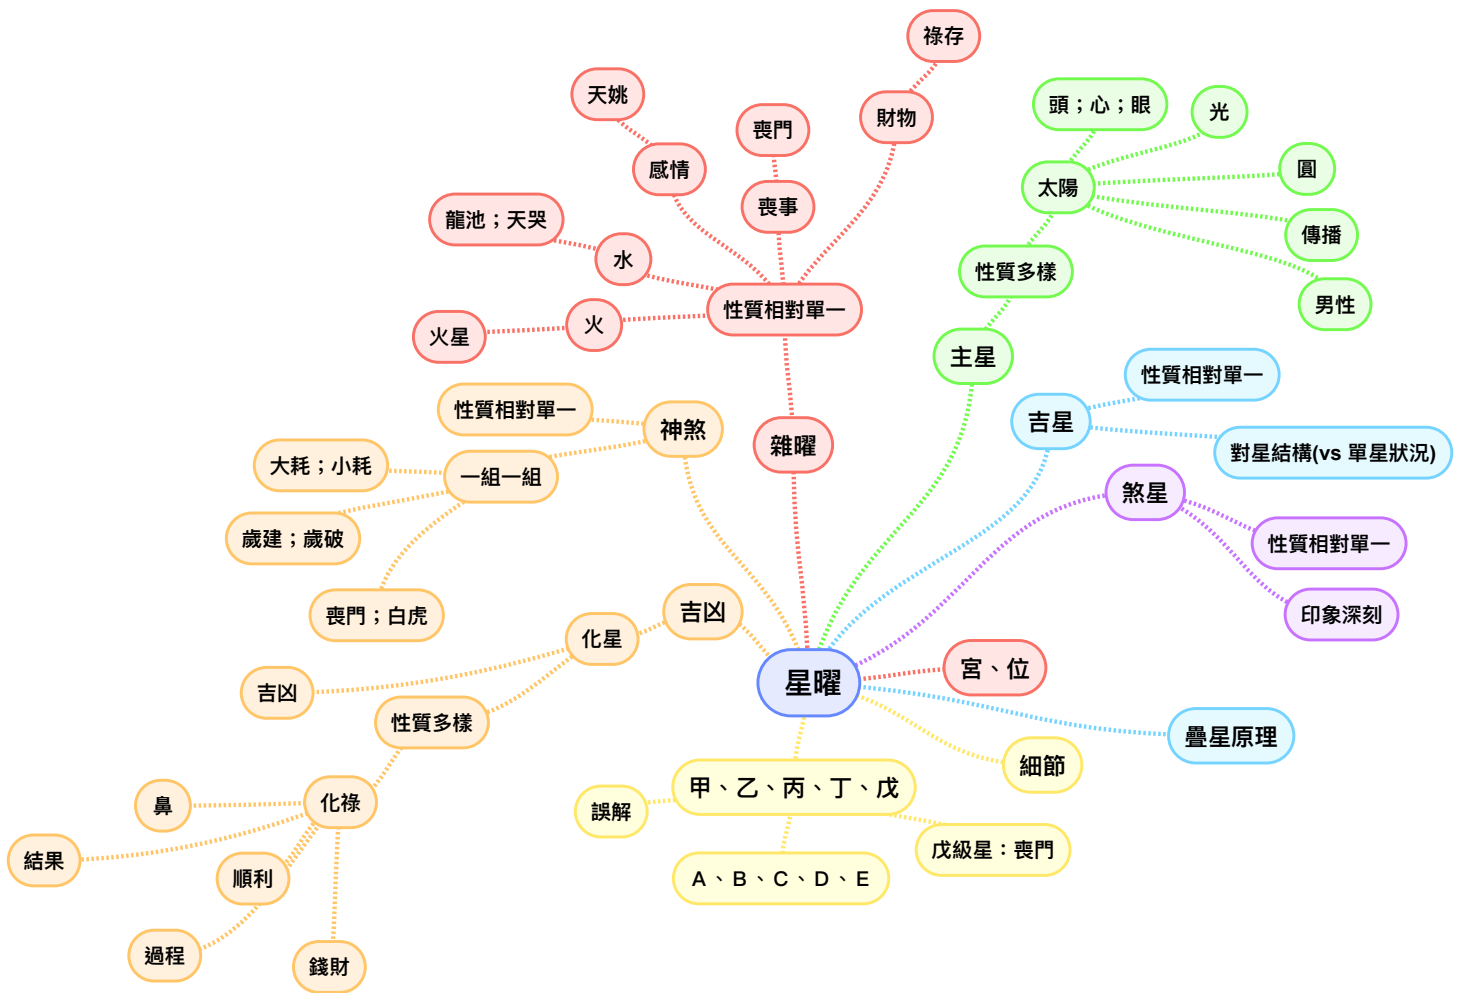 祿存
天姚
頭；心；眼
光
喪門
財物
感情
圓
太陽
喪事
龍池；天哭
傳播
水
性質多樣
男性
性質相對單一
火
火星
主星
性質相對單一
性質相對單一
吉星
神煞
雜曜
對星結構(vs 單星狀況)
大耗；小耗
一組一組
煞星
歲建；歲破
性質相對單一
喪門；白虎
吉凶
印象深刻
化星
宮、位
星曜
吉凶
性質多樣
疊星原理
細節
甲、乙、丙、丁、戊
化祿
鼻
誤解
戊級星：喪門
結果
順利
A、B、C、D、E
過程
錢財